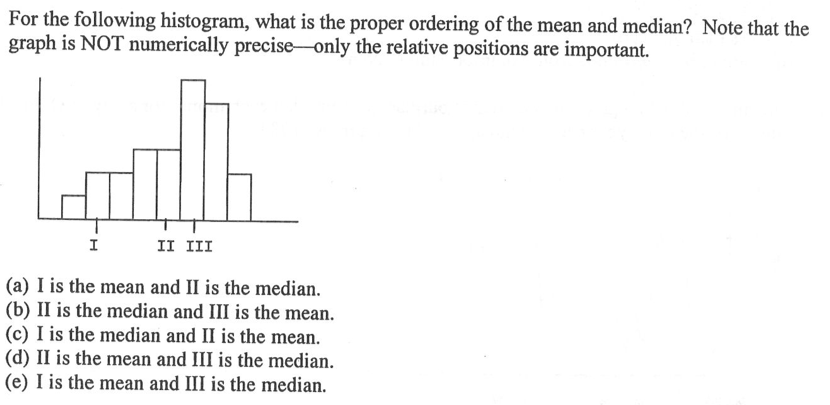 For the following histogram, what is the proper ordering of the mean and median? Note that the
graph is NOT numerically precise—only the relative positions are important.
I II III
(a) I is the mean and II is the median.
(b) II is the median and III is the mean.
(c) I is the median and II is the mean.
(d) II is the mean and III is the median.
(e) I is the mean and III is the median.